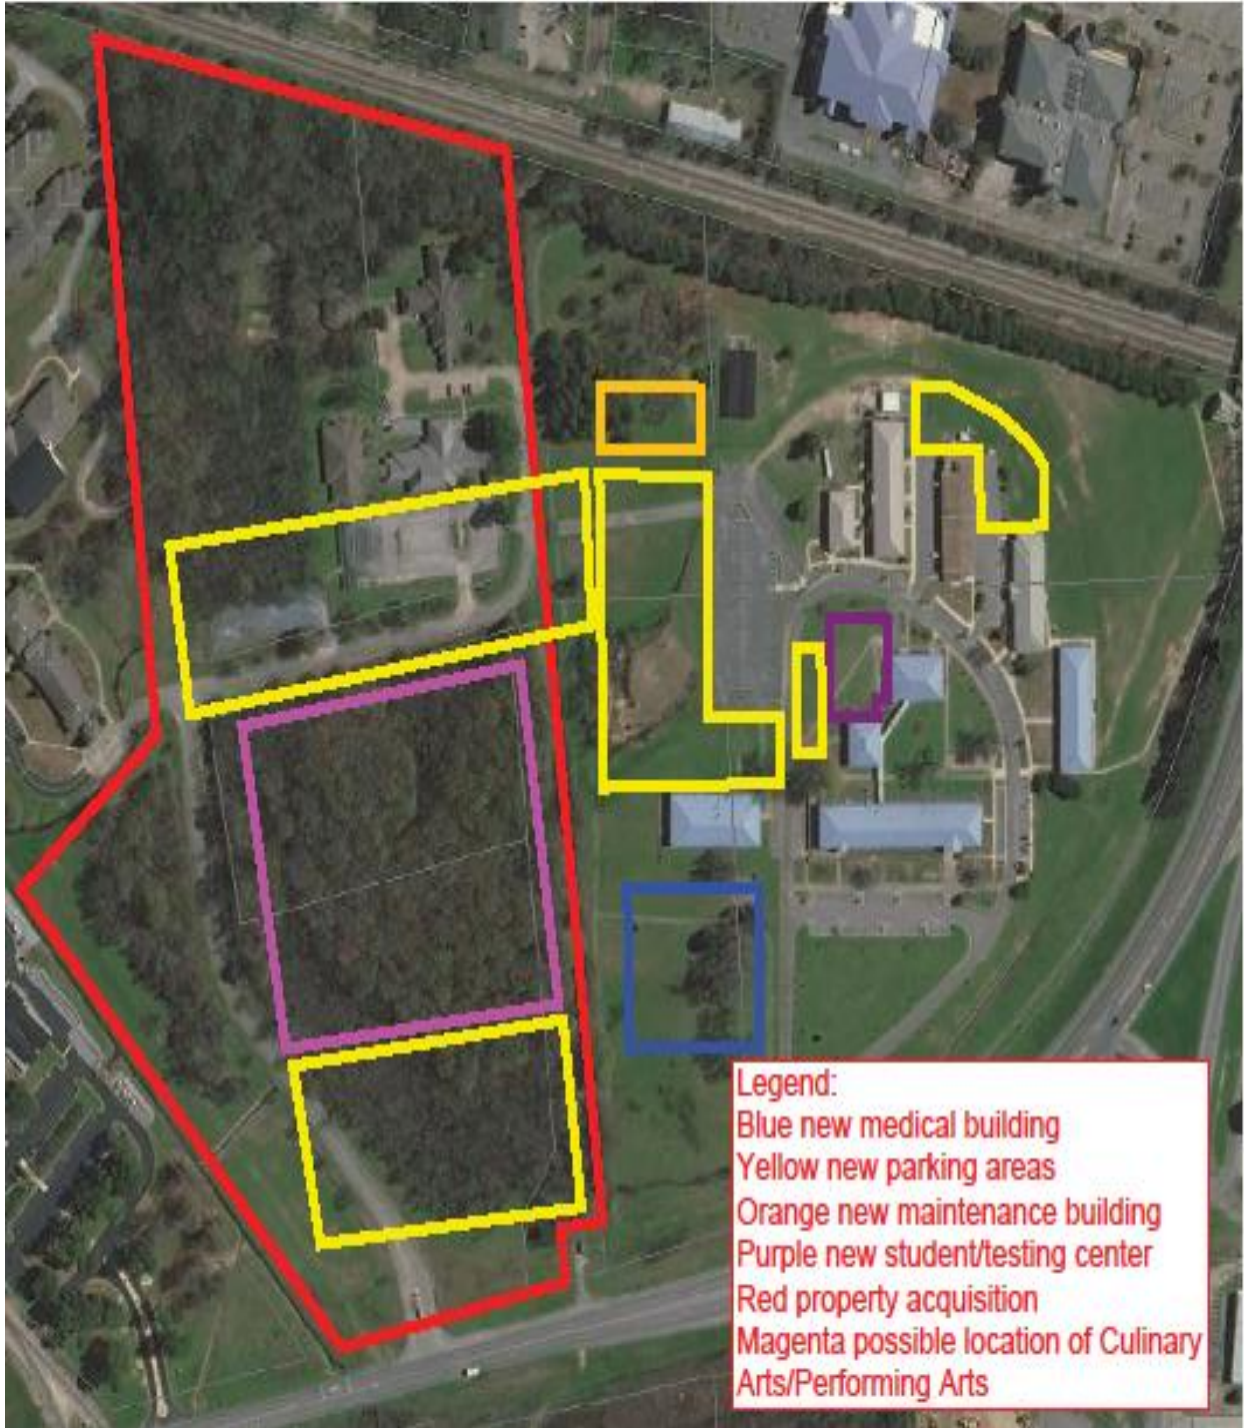 Legend:
Blue new medical building
Yellow new parking areas
Orange new maintenance building
Purple new student/testing center
Red property acquisition
Magenta possible location of Culinary
Arts/Performing Arts